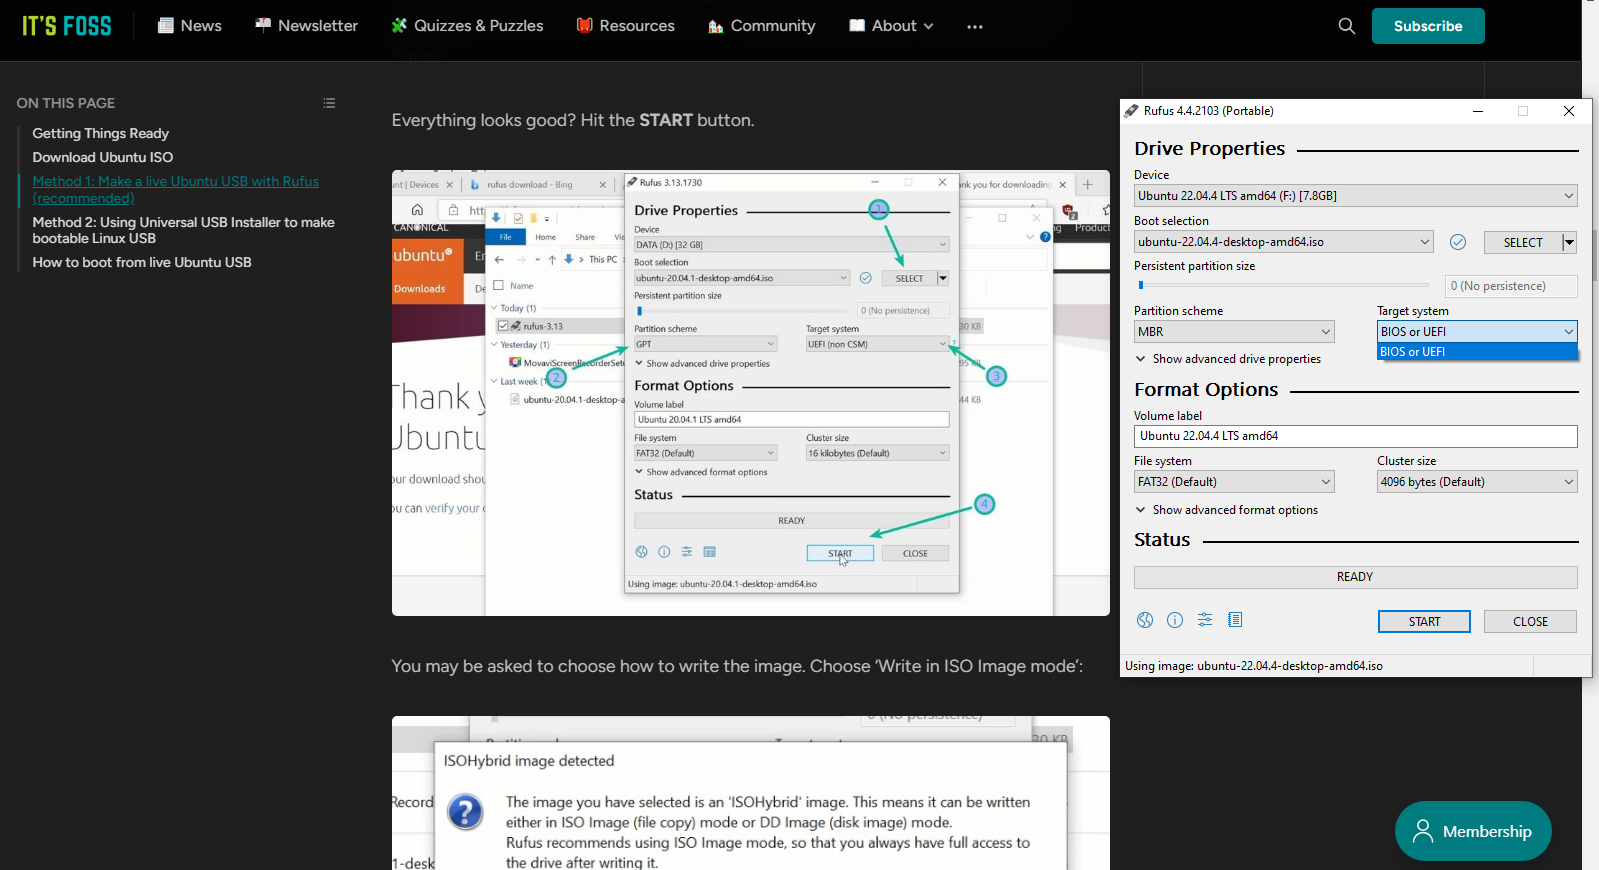 IT'S FOSS
News
Newsletter
Quizzes & Puzzles
Resources
Community
About
Subscribe
ON THIS PAGE
Getting Things Ready
Download Ubuntu ISO
Method 1: Make a live Ubuntu USB with Rufus
(recommended)
Method 2: Using Universal USB Installer to make
bootable Linux USB
How to boot from live Ubuntu USB
Everything looks good? Hit the START button.
unt | Devices
rufus download - Bing
ank you for downloading
CANONICAL
ubuntu
Downloads
File
Home
Share
This PC
Name
Today (1)
rufus-3.13
Yesterday (1)
MovaviScreenRecorderSetu
Last week (1
ubuntu-20.04.1-desktop-a
30 KB
95 KB
44 KB
Produc
Thank y
Ubuntu
our download shou
ou can verify your c
Rufus 3.13.1730
Drive Properties
Device
DATA (D:) [32 GB]
Boot selection
ubuntu-20.04.1-desktop-amd64.iso
SELECT
Persistent partition size
0 (No persistence)
Partition scheme
Target system
GPT
UEFI (non CSM)
Show advanced drive properties
Format Options
Volume label
Ubuntu 20.04.1 LTS amd64
File system
Cluster size
FAT32 (Default)
16 kilobytes (Default)
Show advanced format options
Status
READY
START
CLOSE
Using image: ubuntu-20.04.1-desktop-amd64.iso
1
2
3
4
You may be asked to choose how to write the image. Choose ‘Write in ISO Image mode’:
0 (No persistence)
80 KB
ISOHybrid image detected
Record
The image you have selected is an 'ISOHybrid' image. This means it can be written
either in ISO Image (file copy) mode or DD Image (disk image) mode.
Rufus recommends using ISO Image mode, so that you always have full access to
the drive after writing it.
1-desk
Rufus 4.4.2103 (Portable)
Drive Properties
Device
Ubuntu 22.04.4 LTS amd64 (F:) [7.8GB]
Boot selection
ubuntu-22.04.4-desktop-amd64.iso
SELECT
Persistent partition size
0 (No persistence)
Partition scheme
Target system
MBR
BIOS or UEFI
BIOS or UEFI
Show advanced drive properties
Format Options
Volume label
Ubuntu 22.04.4 LTS amd64
File system
Cluster size
FAT32 (Default)
4096 bytes (Default)
Show advanced format options
Status
READY
START
CLOSE
Using image: ubuntu-22.04.4-desktop-amd64.iso
Membership